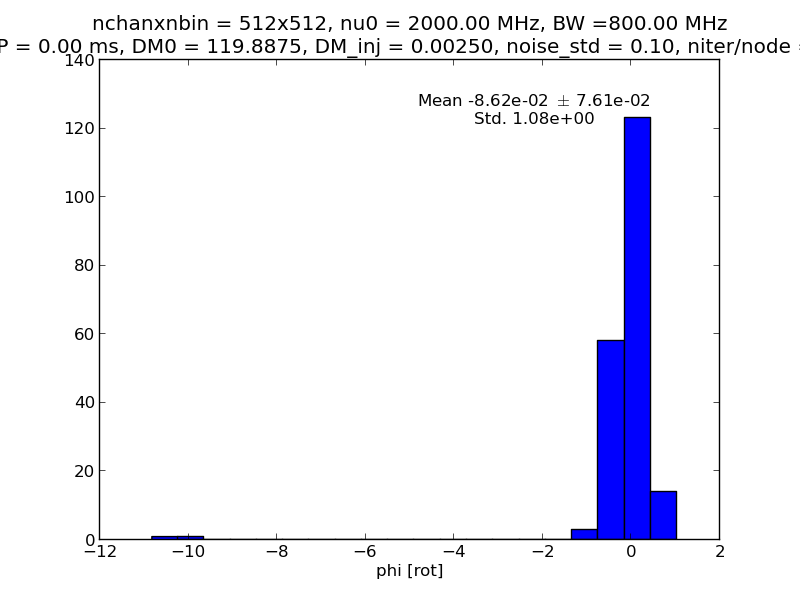 nchanxnbin = 512x512, nu0 = 2000.00 MHz, BW =800.00 MHz
P = 0.00 ms, DM0 = 119.8875, DM_inj = 0.00250, noise_std = 0.10, niter/node
140
Mean -8.62e-02 ± 7.61e-02
Std. 1.08e+00
120
100
80
60
40
20
0
−12 −10 −8 −6 −4 −2 0 2
phi [rot]